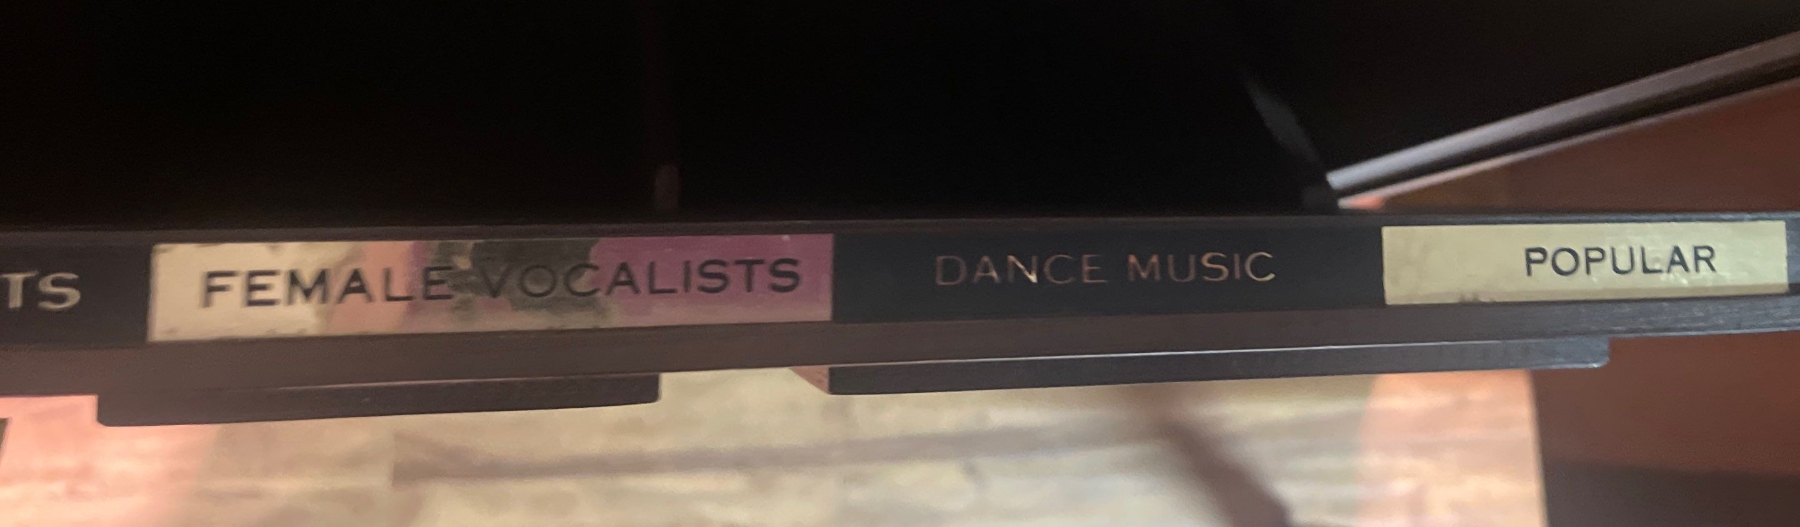 TS FEMALE VOCALISTS DANCE MUSIC POPULAR